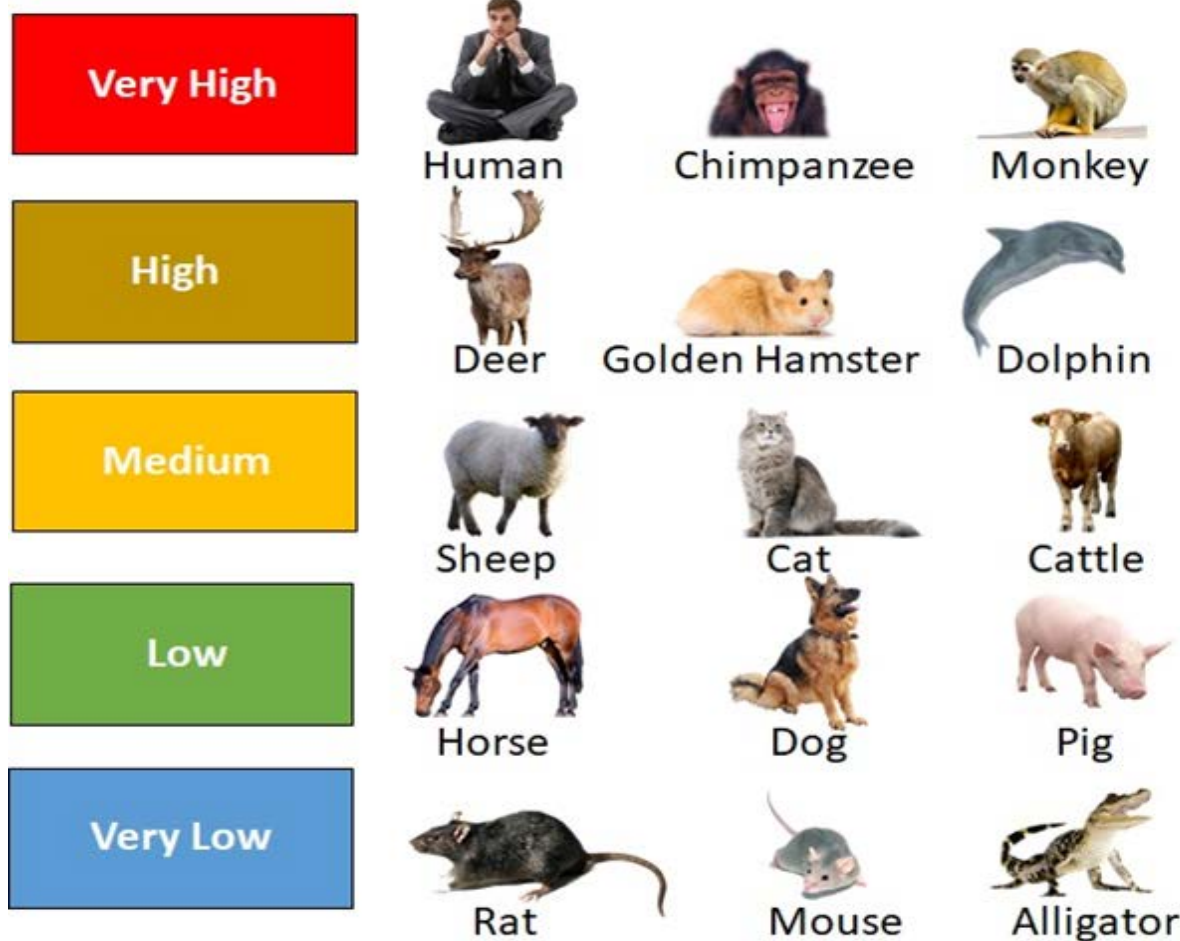 Very High
Human
Chimpanzee
Monkey
High
Deer
Golden Hamster
Dolphin
Medium
Sheep
Cat
Cattle
Low
Horse
Dog
Pig
Very Low
Rat
Mouse
Alligator